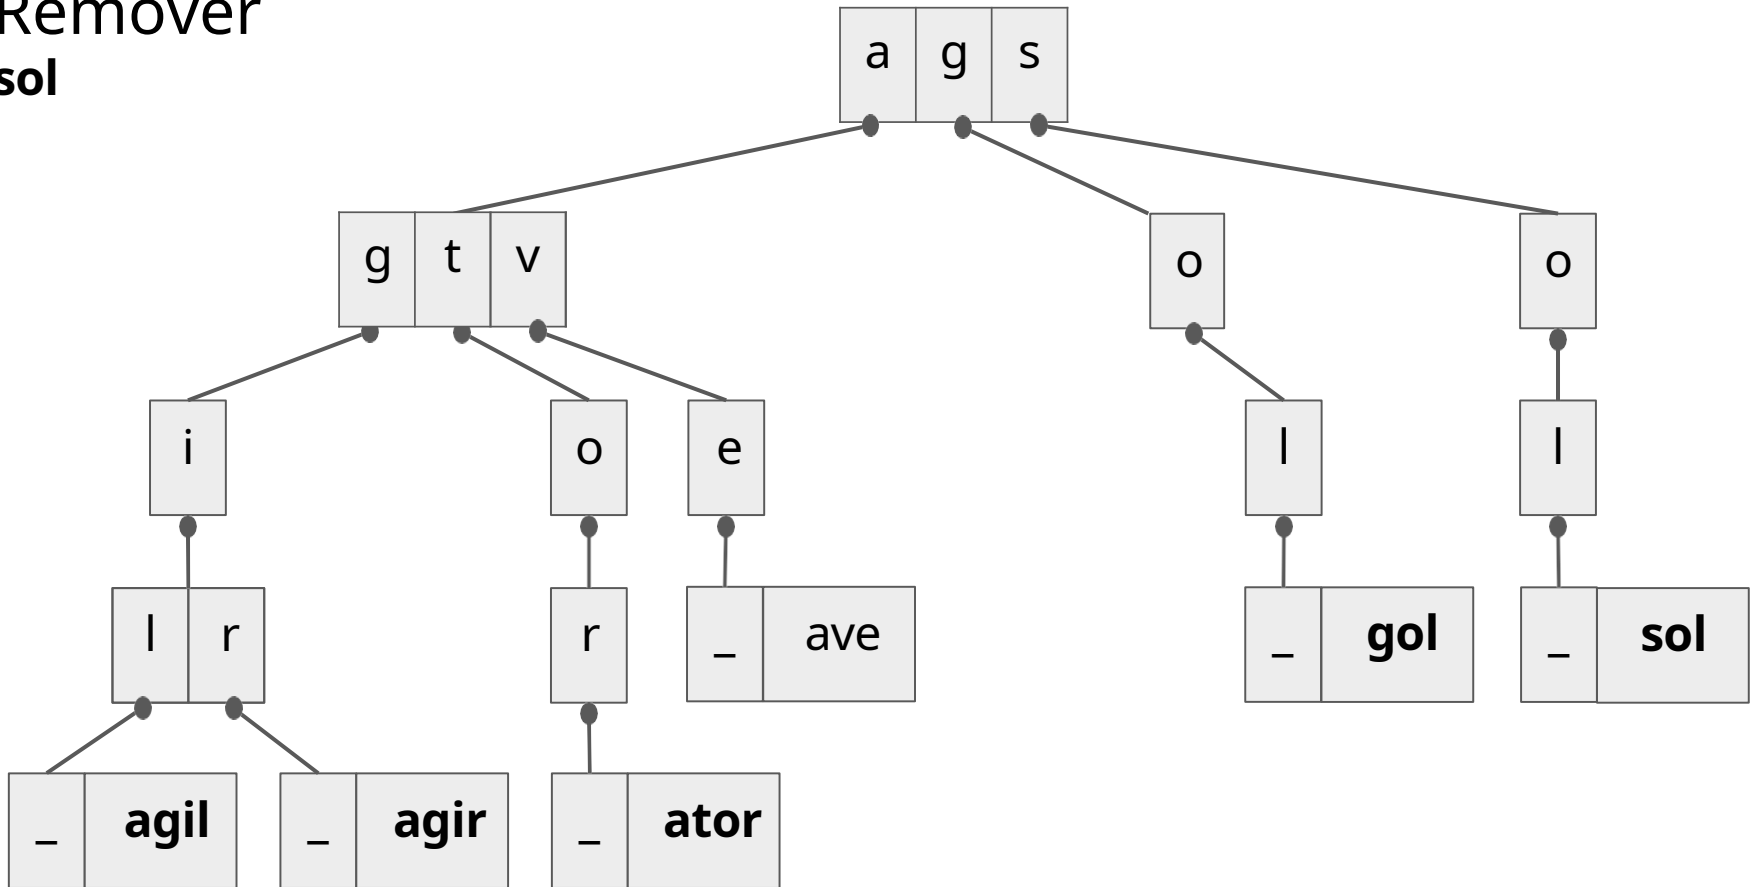 Remover
sol
a g s
g t v
o
o
i
o
e
l
l
l r
r
_ ave
_ gol
_ sol
_ agil
_ agir
_ ator